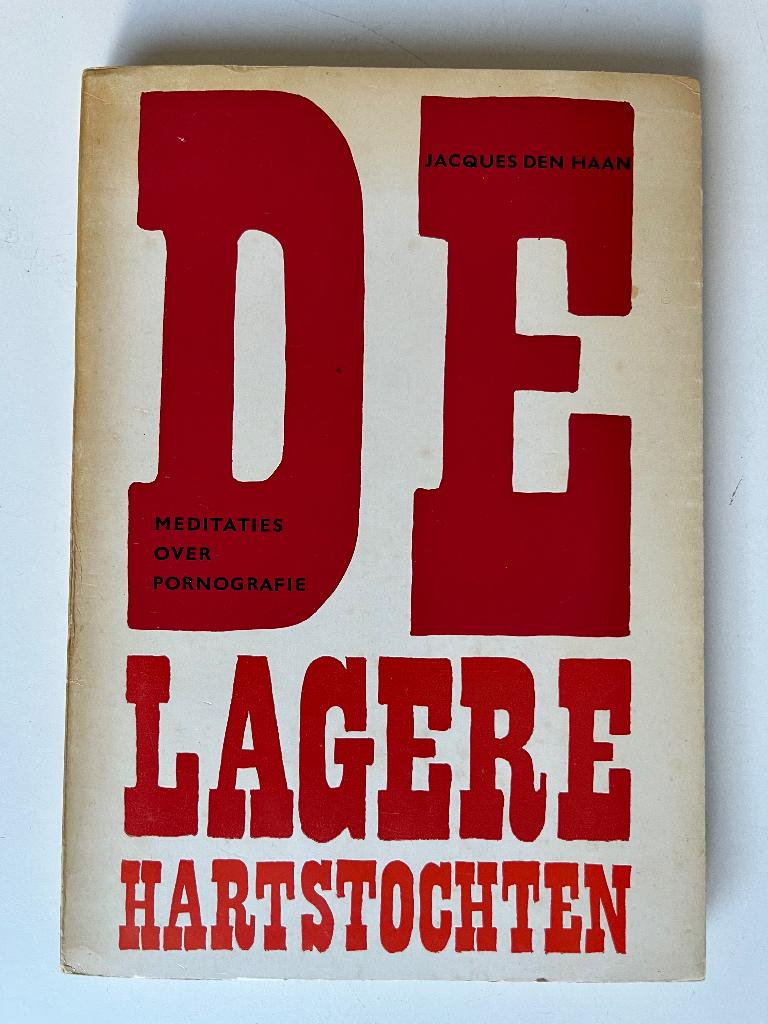 JACQUES DEN HAAN
DE
MEDITATIES
OVER
PORNOGRAFIE
LAGERE
HARTSTOCHTEN